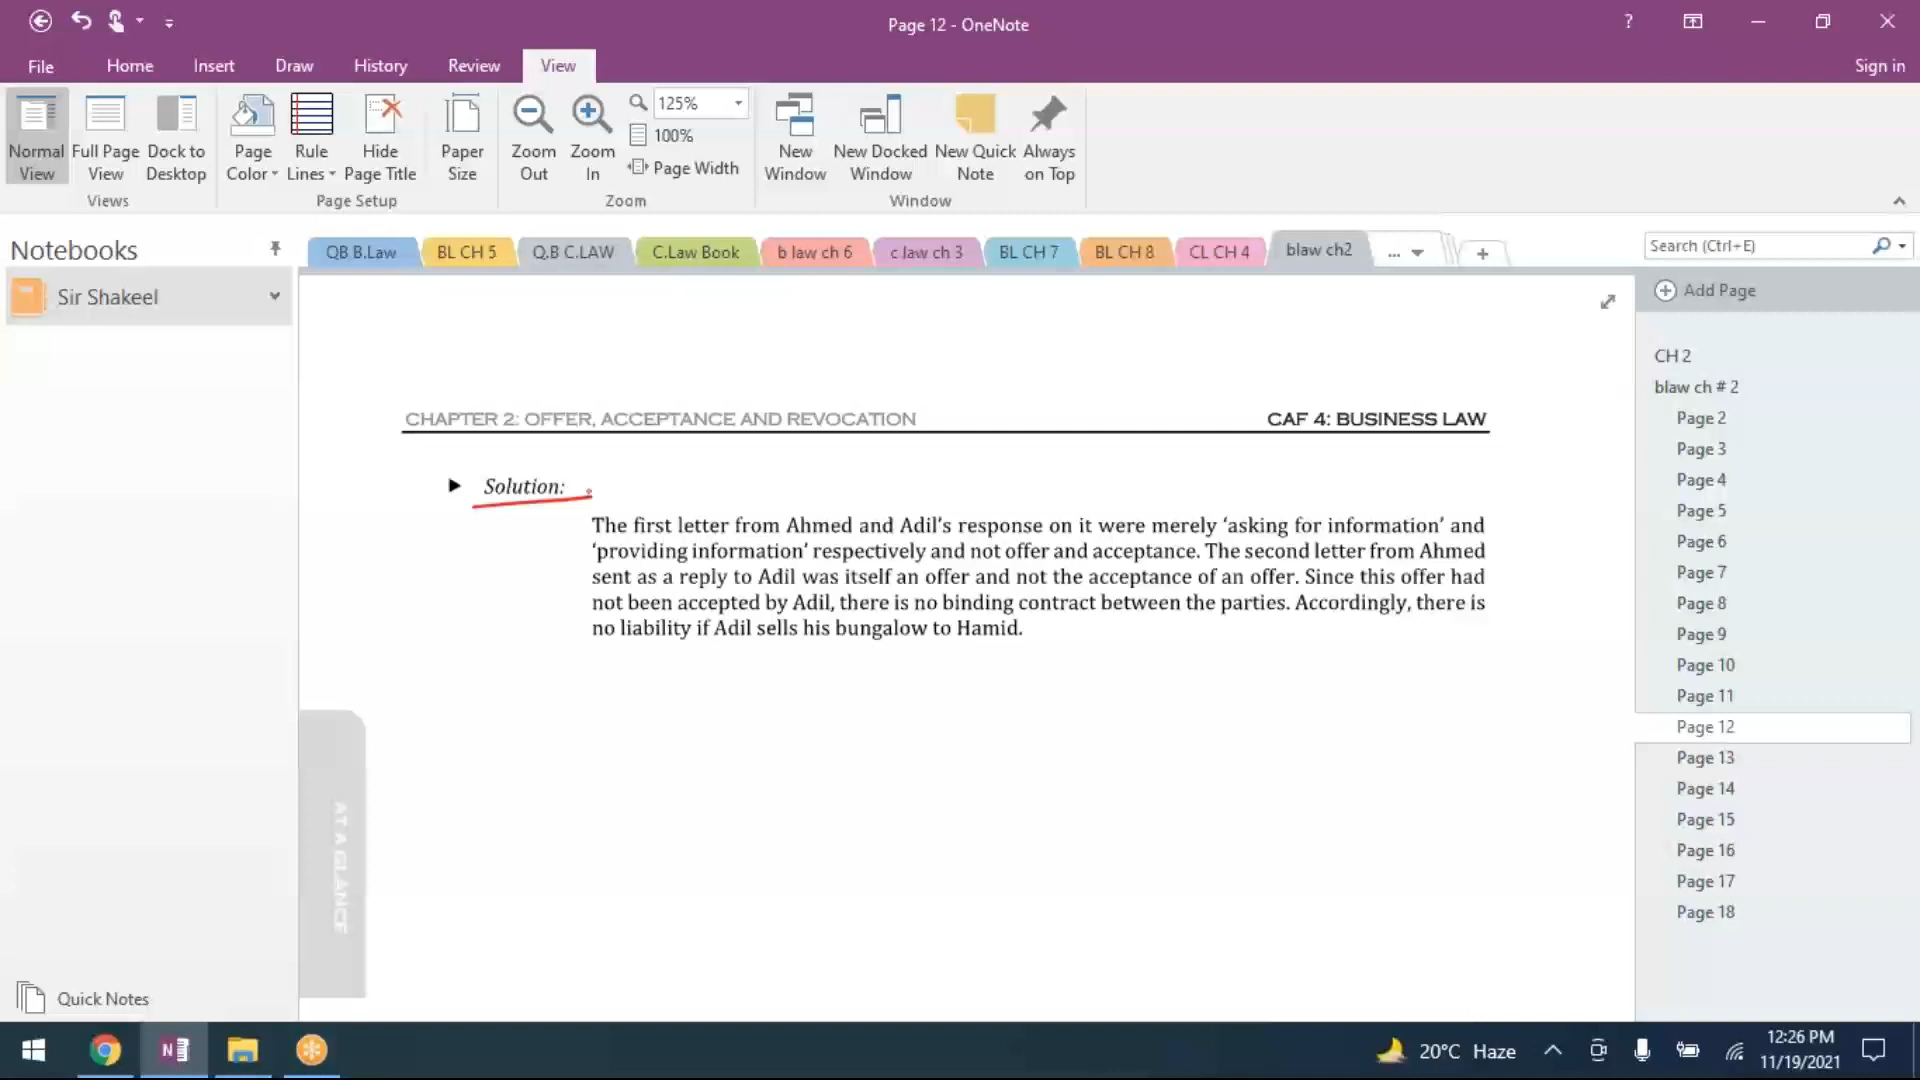 Page 12 - OneNote
?
File Home Insert Draw History Review View Sign in
Normal View
Full Page View
Dock to Desktop
Views
Page Color
Rule Lines
Hide Page Title
Paper Size
Page Setup
Zoom Out
Zoom In
125%
100%
Page Width
Zoom
New Window
New Docked Window
New Quick Note
Always on Top
Window
Notebooks
Sir Shakeel
Quick Notes
QB B.Law BL CH 5 Q.B C.LAW C.Law Book b law ch 6 c law ch 3 BL CH 7 BL CH 8 CL CH 4 blaw ch2 ... +
Search (Ctrl+E)
CHAPTER 2: OFFER, ACCEPTANCE AND REVOCATION CAF 4: BUSINESS LAW
Solution:
The first letter from Ahmed and Adil’s response on it were merely ‘asking for information’ and
‘providing information’ respectively and not offer and acceptance. The second letter from Ahmed
sent as a reply to Adil was itself an offer and not the acceptance of an offer. Since this offer had
not been accepted by Adil, there is no binding contract between the parties. Accordingly, there is
no liability if Adil sells his bungalow to Hamid.
AT A GLANCE
Add Page
CH 2
blaw ch # 2
Page 2
Page 3
Page 4
Page 5
Page 6
Page 7
Page 8
Page 9
Page 10
Page 11
Page 12
Page 13
Page 14
Page 15
Page 16
Page 17
Page 18
N
20°C Haze
12:26 PM
11/19/2021